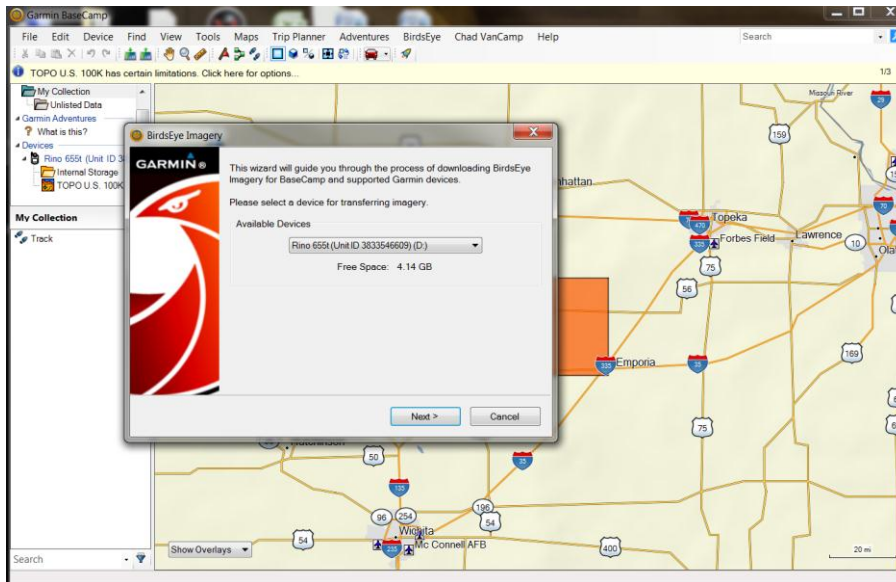 Garmin BaseCamp
File Edit Device Find View Tools Maps Trip Planner Adventures BirdsEye Chad VanCamp Help
Search
TOPO U.S. 100K has certain limitations. Click here for options...
1/3
My Collection
Unlisted Data
Garmin Adventures
What is this?
Devices
Rino 655t (Unit ID 3
Internal Storage
TOPO U.S. 100K
My Collection
Track
Search
BirdsEye Imagery
GARMIN®
This wizard will guide you through the process of downloading BirdsEye
Imagery for BaseCamp and supported Garmin devices.
Please select a device for transferring imagery.
Available Devices
Rino 655t (Unit ID 3833546609) (D:)
Free Space: 4.14 GB
Next >
Cancel
Missouri River
29
159
hattan
70
Topeka
470
335
Forbes Field
Lawrence
10
Ola
75
56
169
335
Emporia
35
75
Hutchinson
50
35
135
96
254
196
54
Wichita
54
235
Mc Connell AFB
400
Show Overlays
20 mi